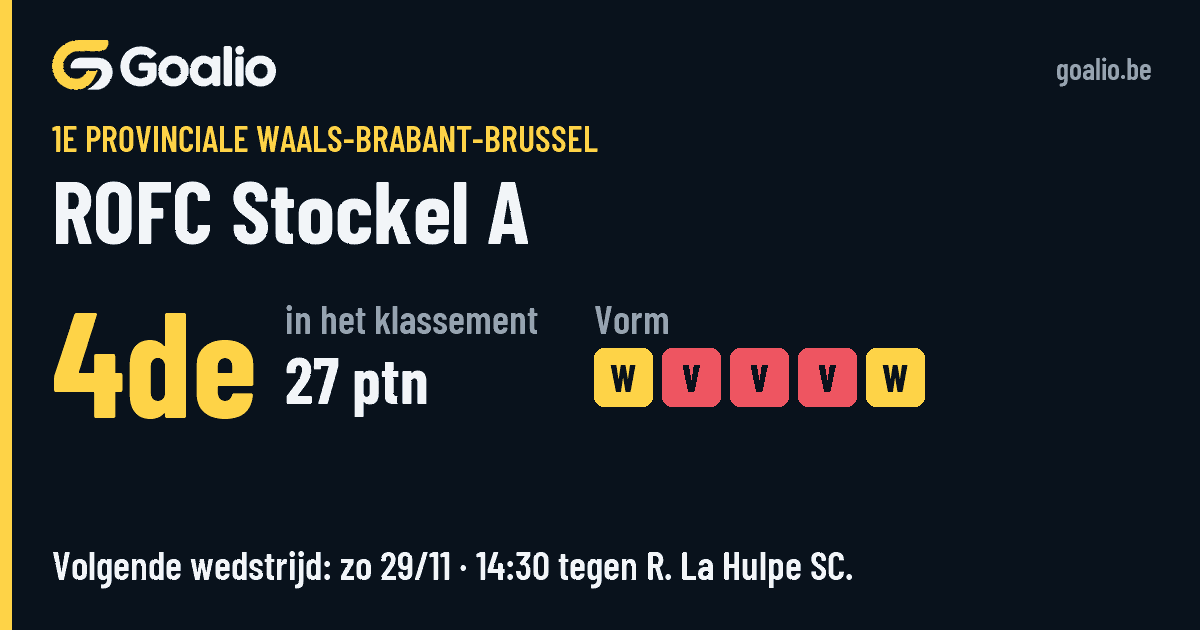 Goalio
goalio.be
1E PROVINCIALE WAALS-BRABANT-BRUSSEL
ROFC Stockel A
4de
in het klassement
27 ptn
Vorm
W V V V W
Volgende wedstrijd: zo 29/11 · 14:30 tegen R. La Hulpe SC.